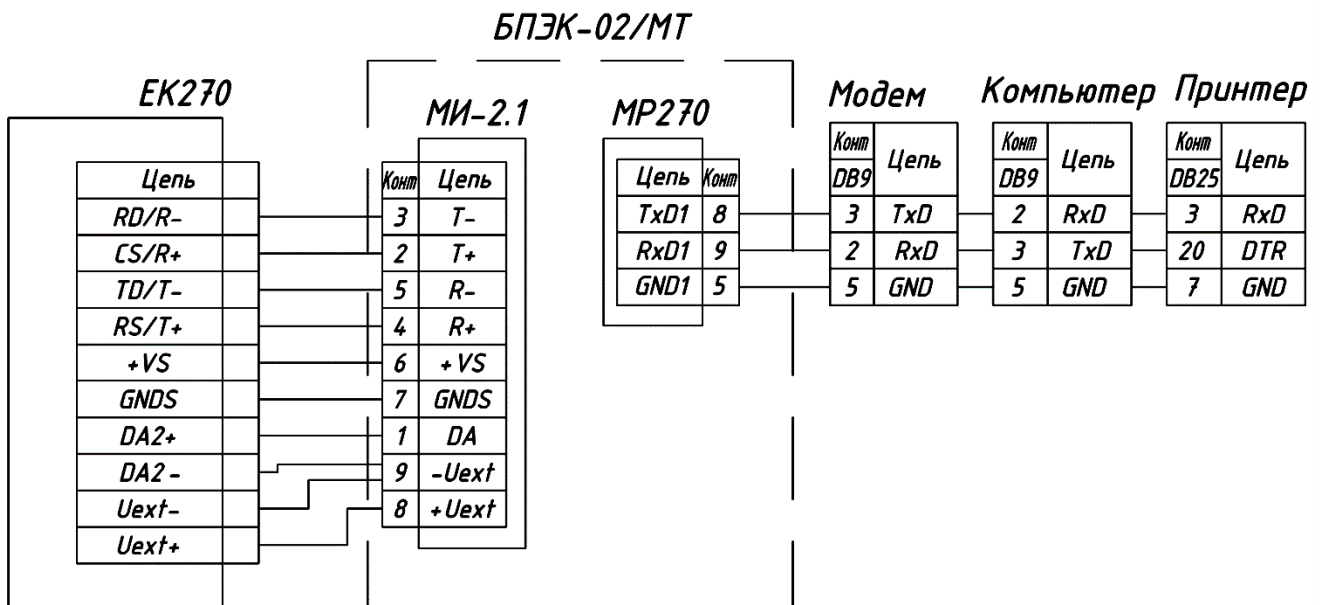 БПЭК-02/МТ
ЕК270
МИ-2.1
МР270
Модем
Компьютер
Принтер
Цепь
RD/R-
CS/R+
TD/T-
RS/T+
+VS
GNDS
DA2+
DA2 -
Uext-
Uext+
Конт Цепь
3 T-
2 T+
5 R-
4 R+
6 +VS
7 GNDS
1 DA
9 -Uext
8 +Uext
Цепь Конт
TxD1 8
RxD1 9
GND1 5
Конт Цепь
DB9
3 TxD
2 RxD
5 GND
Конт Цепь
DB9
2 RxD
3 TxD
5 GND
Конт Цепь
DB25
3 RxD
20 DTR
7 GND